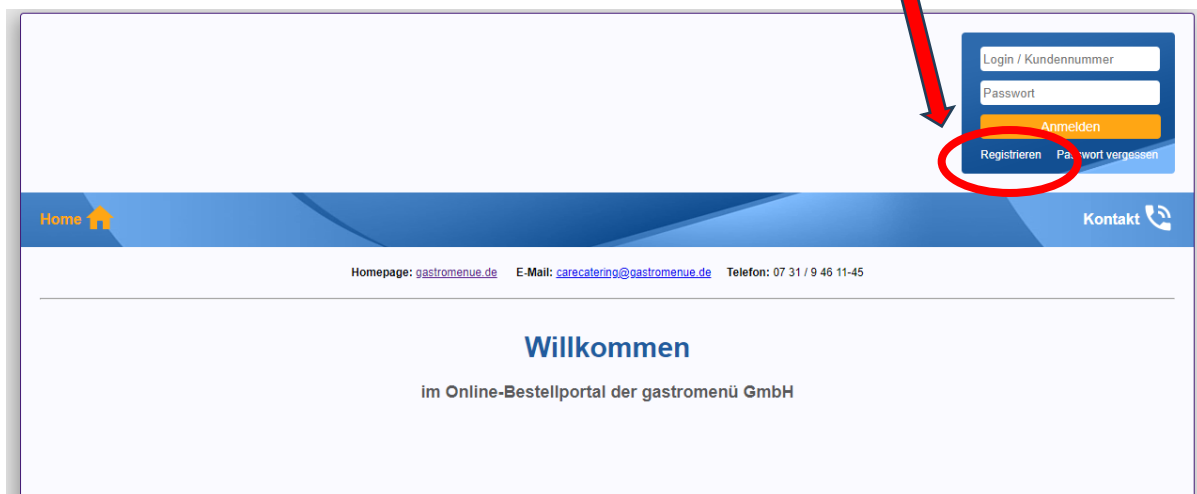 Login / Kundennummer
Passwort
Anmelden
Registrieren Passwort vergessen
Home Kontakt
Homepage: gastromenue.de E-Mail: carecatering@gastromenue.de Telefon: 07 31 / 9 46 11-45
Willkommen
im Online-Bestellportal der gastromenü GmbH